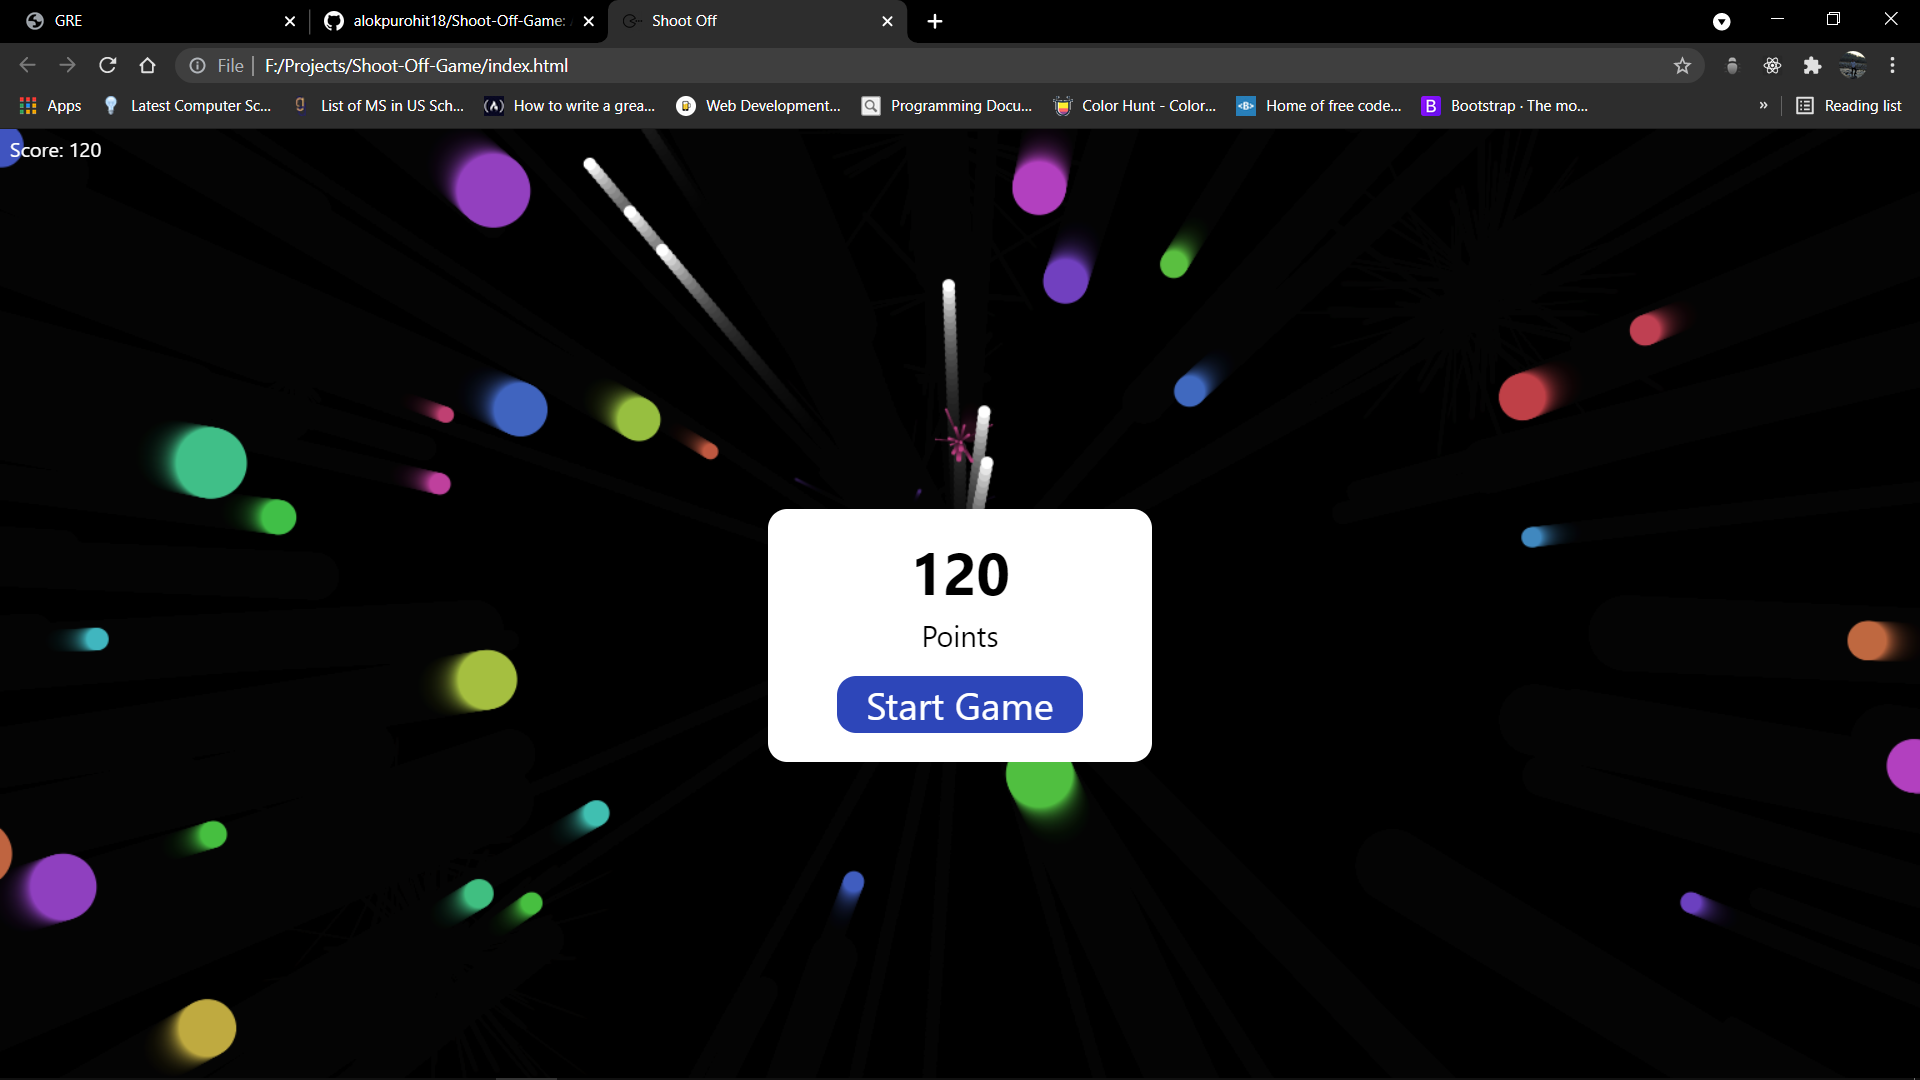 GRE
alokpurohit18/Shoot-Off-Game:
Shoot Off
File
F:/Projects/Shoot-Off-Game/index.html
Apps
Latest Computer Sc...
List of MS in US Sch...
How to write a grea...
Web Development...
Programming Docu...
Color Hunt - Color...
Home of free code...
Bootstrap · The mo...
»
Reading list
Score: 120
120
Points
Start Game